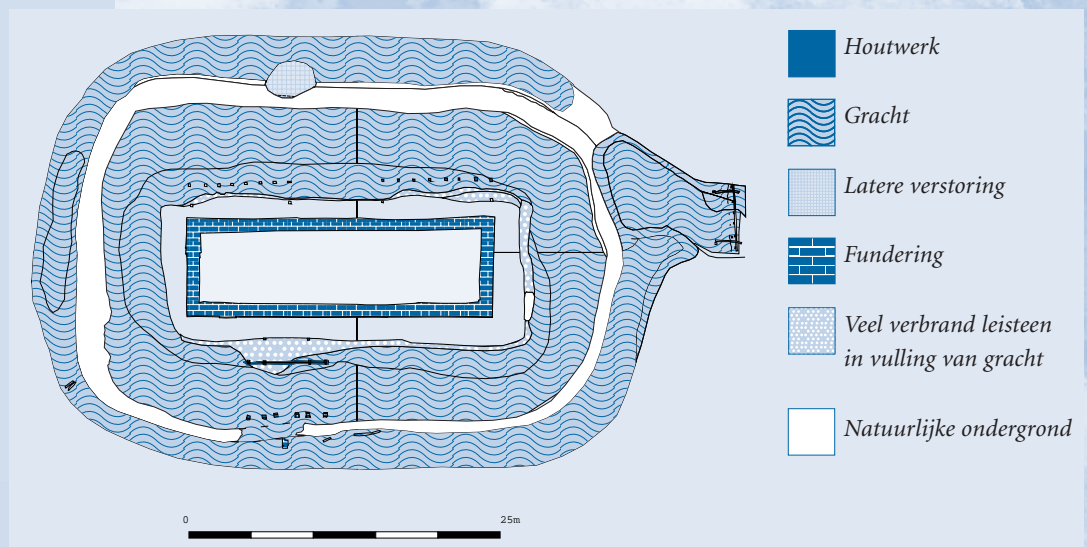 Houtwerk
Gracht
Latere verstoring
Fundering
Veel verbrand leisteen
in vulling van gracht
Natuurlijke ondergrond
0 25m